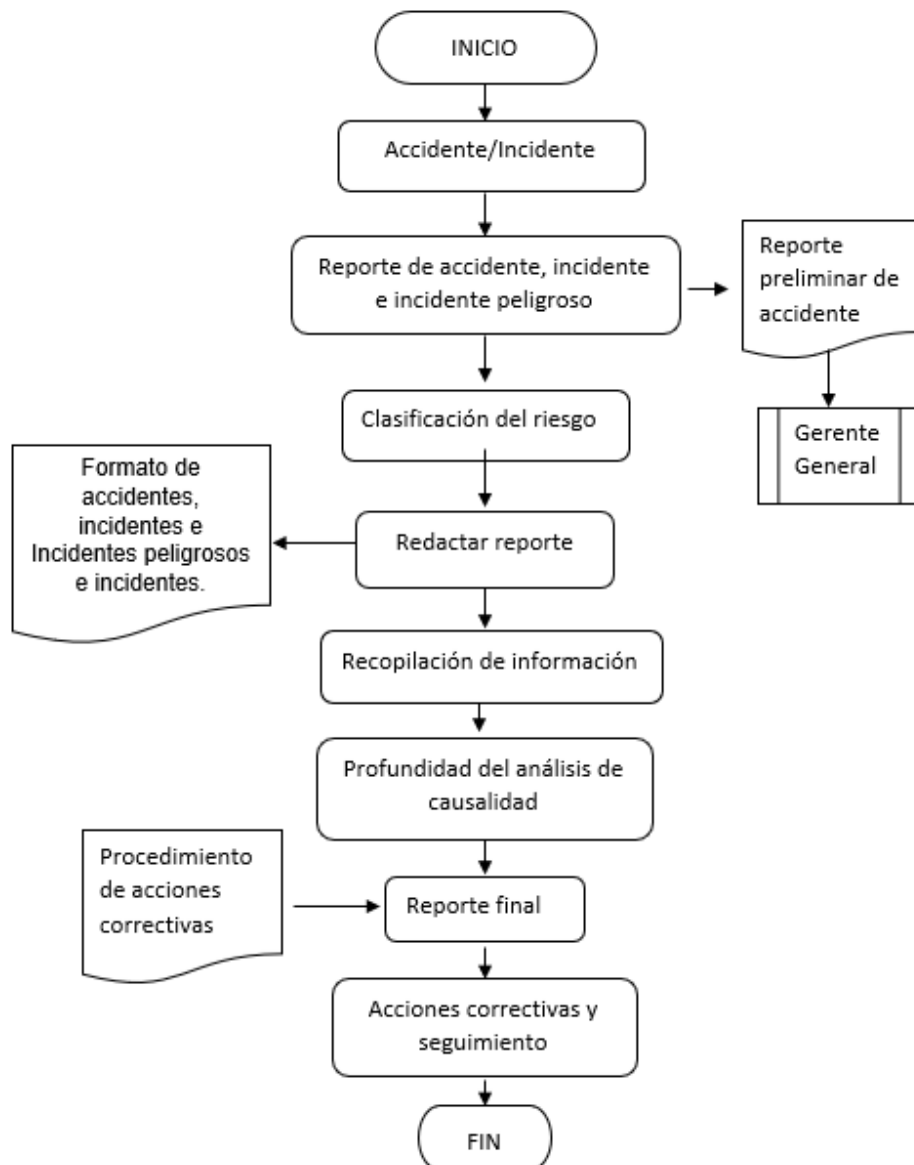 INICIO
Accidente/Incidente
Reporte de accidente, incidente
e incidente peligroso
Reporte
preliminar de
accidente
Clasificación del riesgo
Gerente
General
Formato de
accidentes,
incidentes e
Incidentes peligrosos
e incidentes.
Redactar reporte
Recopilación de información
Profundidad del análisis de
causalidad
Procedimiento
de acciones
correctivas
Reporte final
Acciones correctivas y
seguimiento
FIN